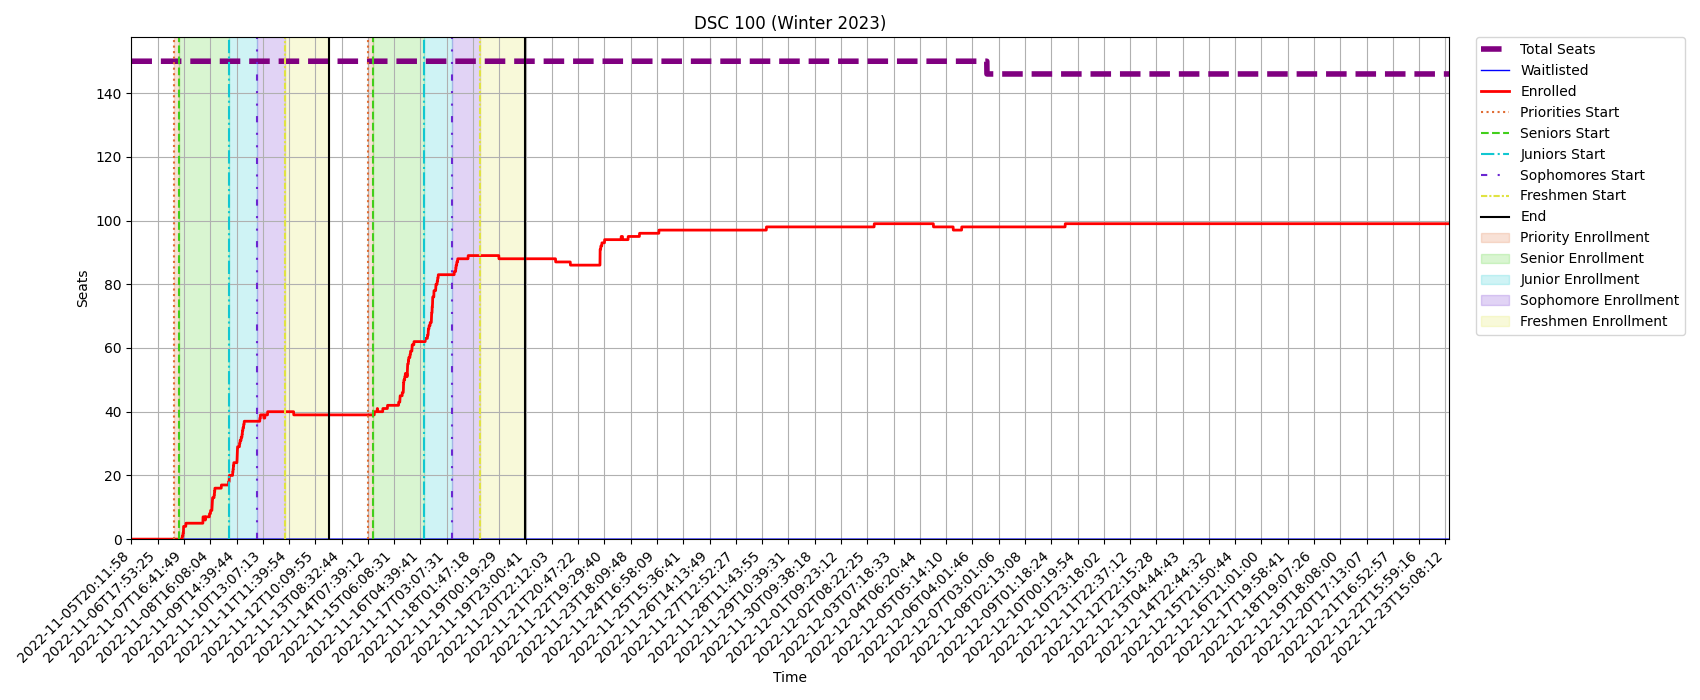 DSC 100 (Winter 2023)
Seats
140
120
100
80
60
40
20
0
2022-11-05T20:11:58
2022-11-06T17:53:25
2022-11-07T16:41:49
2022-11-08T16:08:04
2022-11-09T14:39:44
2022-11-10T13:07:13
2022-11-11T11:39:54
2022-11-12T10:09:55
2022-11-13T08:32:44
2022-11-14T07:39:12
2022-11-15T06:08:31
2022-11-16T04:39:41
2022-11-17T03:07:31
2022-11-18T01:47:18
2022-11-19T00:19:29
2022-11-19T23:00:41
2022-11-20T22:12:03
2022-11-21T20:47:22
2022-11-22T19:29:40
2022-11-23T18:09:48
2022-11-24T16:58:09
2022-11-25T15:36:41
2022-11-26T14:13:49
2022-11-27T12:52:27
2022-11-28T11:43:55
2022-11-29T10:39:31
2022-11-30T09:38:18
2022-12-01T09:23:12
2022-12-02T08:22:25
2022-12-03T07:18:33
2022-12-04T06:20:44
2022-12-05T05:14:10
2022-12-06T04:01:46
2022-12-07T03:01:06
2022-12-08T02:13:08
2022-12-09T01:18:24
2022-12-10T00:19:54
2022-12-10T23:18:02
2022-12-11T22:37:12
2022-12-12T22:15:28
2022-12-13T04:44:43
2022-12-14T22:44:32
2022-12-15T21:50:44
2022-12-16T21:01:00
2022-12-17T19:58:41
2022-12-18T19:07:26
2022-12-19T18:08:00
2022-12-20T17:13:07
2022-12-21T16:52:57
2022-12-22T15:59:16
2022-12-23T15:08:12
Time
Total Seats
Waitlisted
Enrolled
Priorities Start
Seniors Start
Juniors Start
Sophomores Start
Freshmen Start
End
Priority Enrollment
Senior Enrollment
Junior Enrollment
Sophomore Enrollment
Freshmen Enrollment